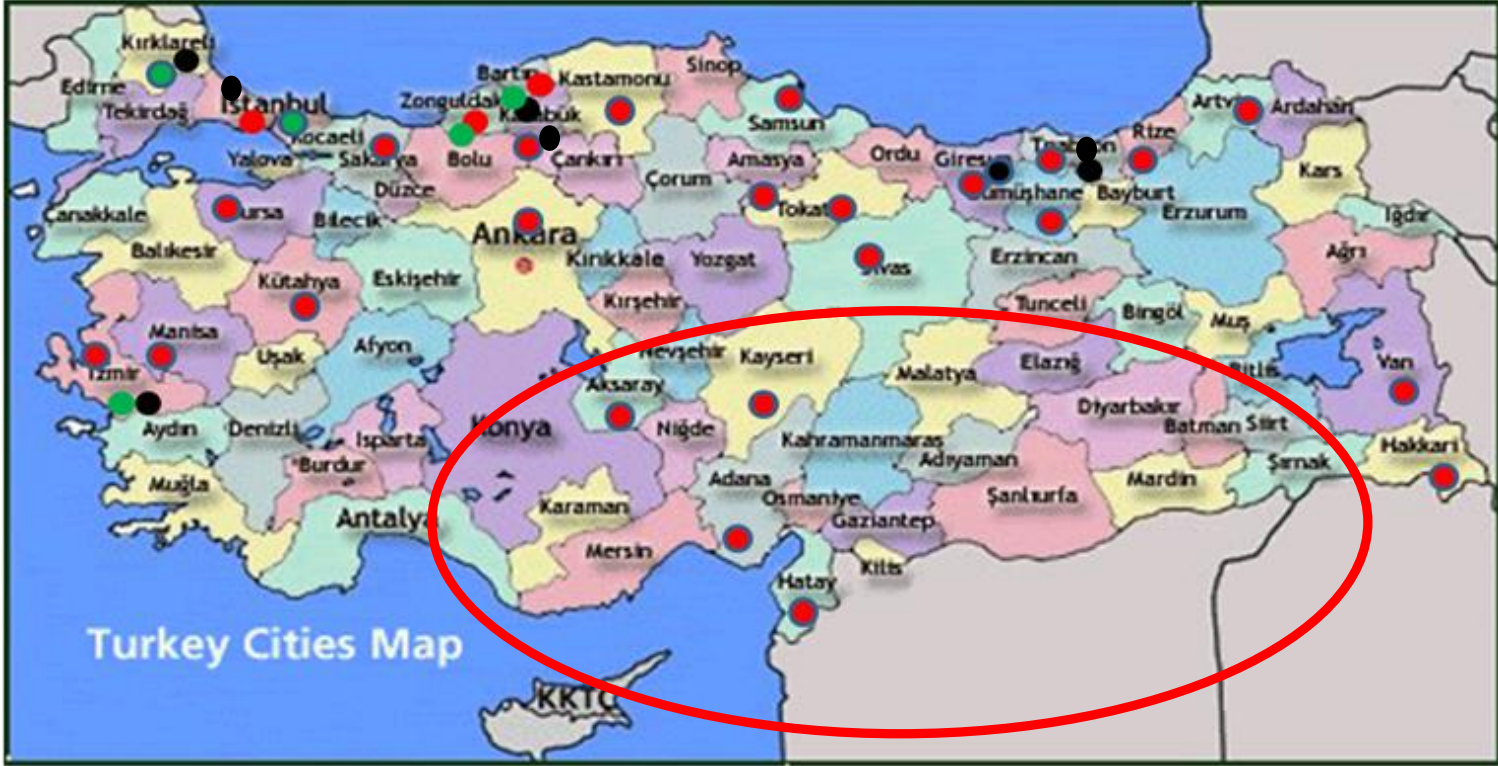 Kırklareli
Edirne
Tekirdağ
İstanbul
Kocaeli
Yalova
Sakarya
Düzce
Bolu
Zonguldak
Bartın
Karabük
Kastamonu
Sinop
Çankırı
Samsun
Amasya
Çorum
Tokat
Ordu
Giresun
Trabzon
Rize
Artvin
Ardahan
Kars
Iğdır
Gümüşhane
Bayburt
Erzurum
Ağrı
Çanakkale
Bursa
Bilecik
Balıkesir
Kütahya
Eskişehir
Ankara
Kırıkkale
Yozgat
Kırşehir
Sivas
Erzincan
Tunceli
Bingöl
Muş
Manisa
İzmir
Uşak
Afyon
Nevşehir
Kayseri
Aksaray
Malatya
Elazığ
Bitlis
Van
Aydın
Denizli
Isparta
Burdur
Konya
Niğde
Kahramanmaraş
Adıyaman
Diyarbakır
Batman
Siirt
Şırnak
Hakkari
Muğla
Antalya
Karaman
Mersin
Adana
Osmaniye
Gaziantep
Şanlıurfa
Mardin
Kilis
Hatay
Turkey Cities Map
KKTC